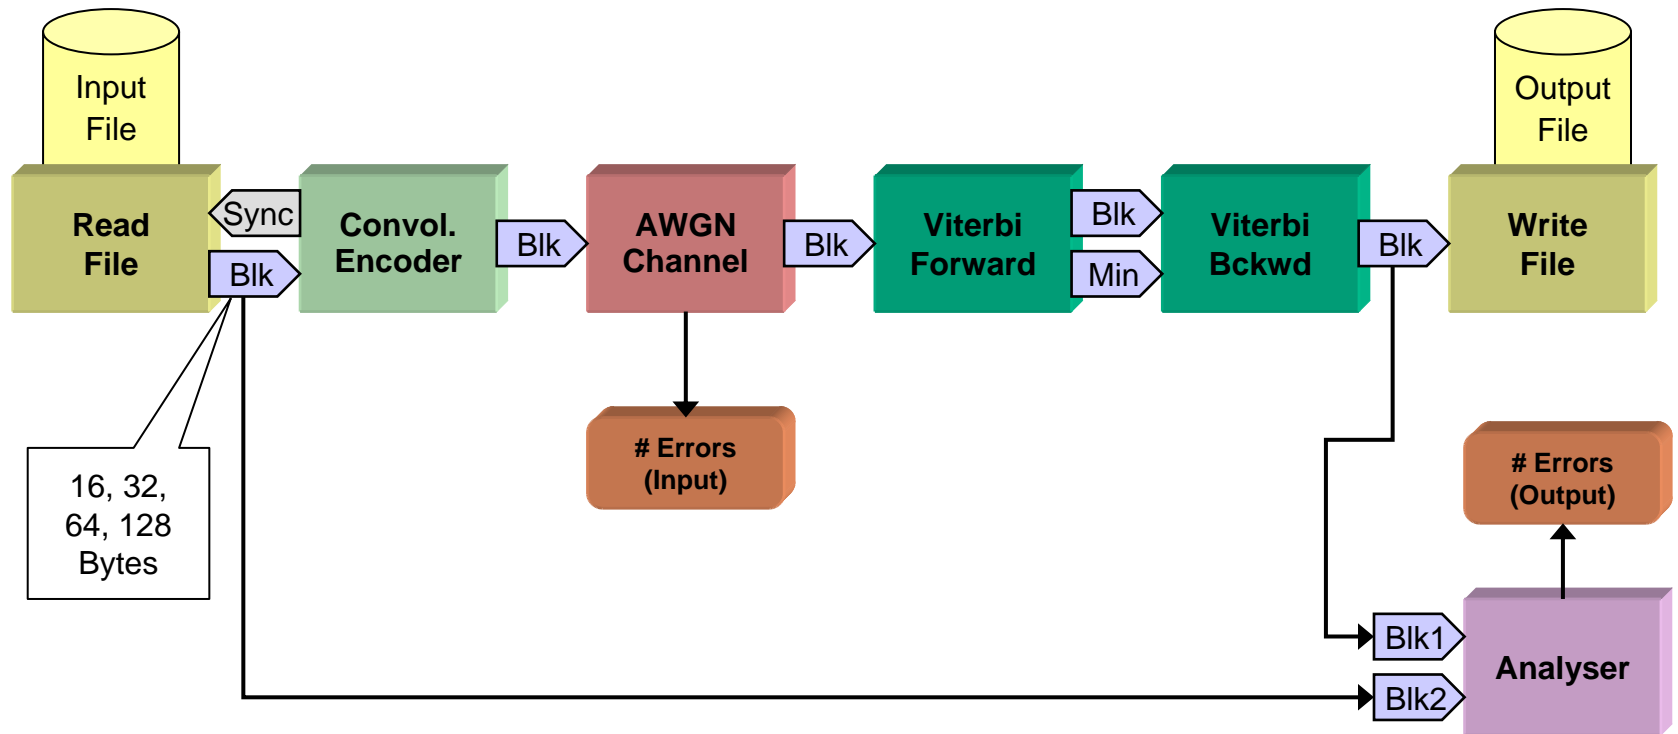 Input
File
Output
File
Read
File
Sync
Blk
Convol.
Encoder
Blk
AWGN
Channel
Blk
Viterbi
Forward
Blk
Min
Viterbi
Bckwd
Blk
Write
File
16, 32,
64, 128
Bytes
# Errors
(Input)
# Errors
(Output)
Blk1
Blk2
Analyser